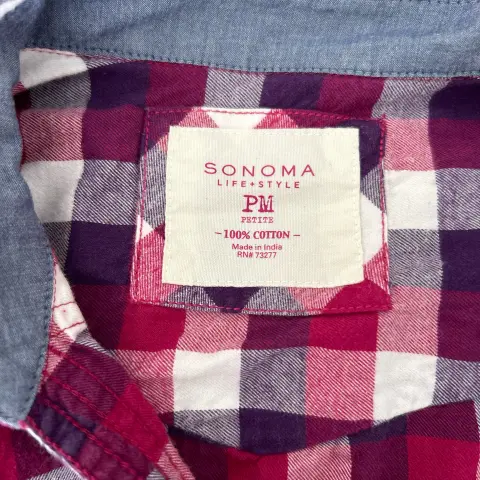 SONOMA
LIFE+STYLE
PM
PETITE
- 100% COTTON -
Made in India
RN# 73277